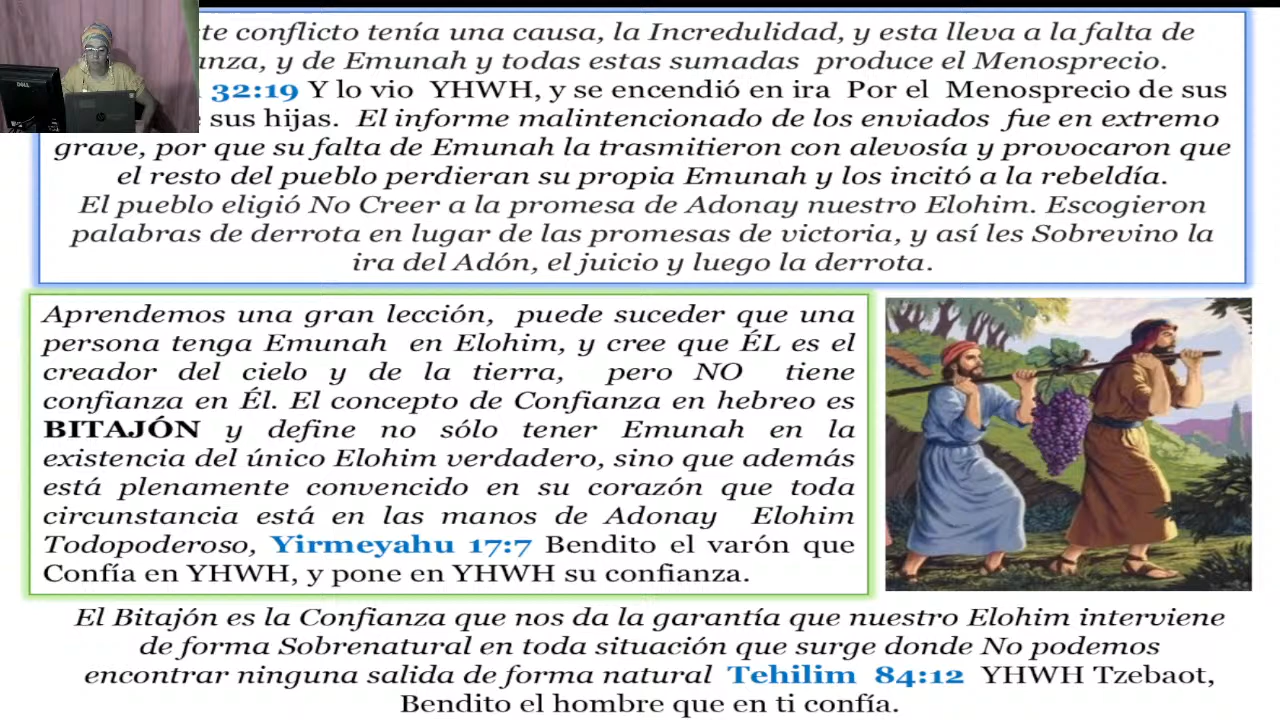 te conflicto tenía una causa, la Incredulidad, y esta lleva a la falta de
anza, y de Emunah y todas estas sumadas produce el Menosprecio.
32:19 Y lo vio YHWH, y se encendió en ira Por el Menosprecio de sus
sus hijas. El informe malintencionado de los enviados fue en extremo
grave, por que su falta de Emunah la trasmitieron con alevosía y provocaron que
el resto del pueblo perdieran su propia Emunah y los incitó a la rebeldía.
El pueblo eligió No Creer a la promesa de Adonay nuestro Elohim. Escogieron
palabras de derrota en lugar de las promesas de victoria, y así les Sobrevino la
ira del Adón, el juicio y luego la derrota.
Aprendemos una gran lección, puede suceder que una
persona tenga Emunah en Elohim, y cree que ÉL es el
creador del cielo y de la tierra, pero NO tiene
confianza en Él. El concepto de Confianza en hebreo es
BITAJÓN y define no sólo tener Emunah en la
existencia del único Elohim verdadero, sino que además
está plenamente convencido en su corazón que toda
circunstancia está en las manos de Adonay Elohim
Todopoderoso, Yirmeyahu 17:7 Bendito el varón que
Confía en YHWH, y pone en YHWH su confianza.
El Bitajón es la Confianza que nos da la garantía que nuestro Elohim interviene
de forma Sobrenatural en toda situación que surge donde No podemos
encontrar ninguna salida de forma natural Tehilim 84:12 YHWH Tzebaot,
Bendito el hombre que en ti confía.